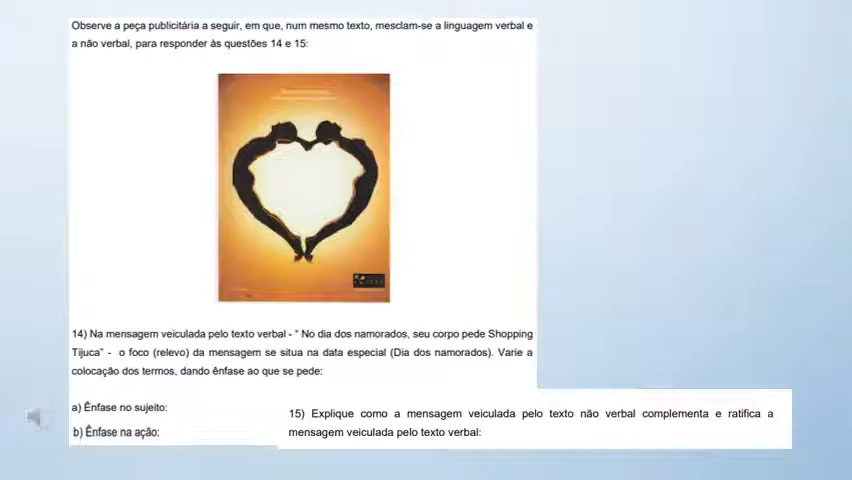 Observe a peça publicitária a seguir, em que, num mesmo texto, mesclam-se a linguagem verbal e
a não verbal, para responder às questões 14 e 15:
14) Na mensagem veiculada pelo texto verbal - " No dia dos namorados, seu corpo pede Shopping
Tijuca" - o foco (relevo) da mensagem se situa na data especial (Dia dos namorados). Varie a
colocação dos termos, dando ênfase ao que se pede:
a) Ênfase no sujeito:
b) Ênfase na ação:
15) Explique como a mensagem veiculada pelo texto não verbal complementa e ratifica a
mensagem veiculada pelo texto verbal: